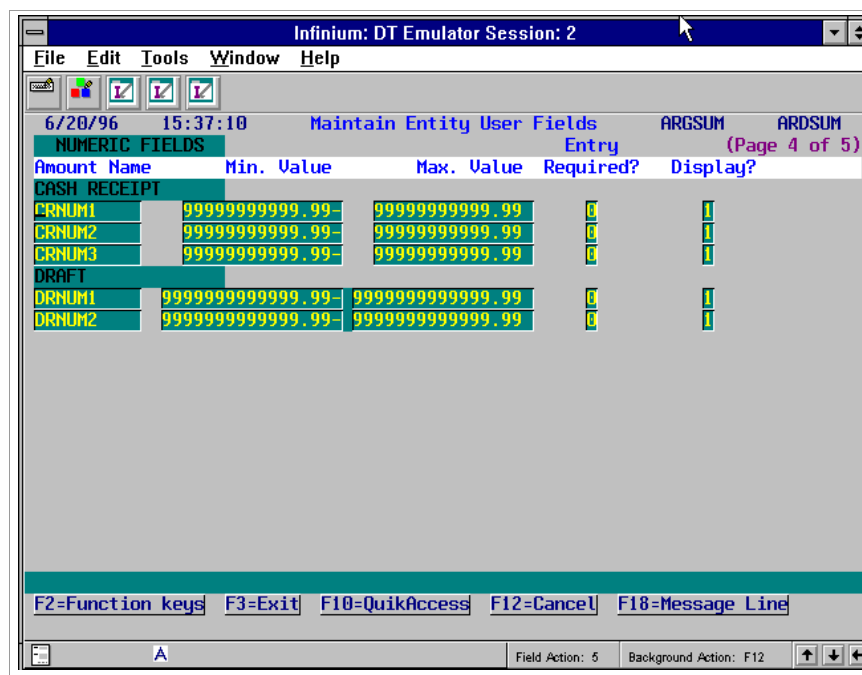 Infinium: DT Emulator Session: 2
File Edit Tools Window Help
6/20/96 15:37:10 Maintain Entity User Fields ARGSUM ARDSUM
NUMERIC FIELDS Entry (Page 4 of 5)
Amount Name Min. Value Max. Value Required? Display?
CASH RECEIPT
CRNUM1 99999999999.99- 99999999999.99 0 1
CRNUM2 99999999999.99- 99999999999.99 0 1
CRNUM3 99999999999.99- 99999999999.99 0 1
DRAFT
DRNUM1 9999999999999.99- 9999999999999.99 0 1
DRNUM2 9999999999999.99- 9999999999999.99 0 1
F2=Function keys F3=Exit F10=QuikAccess F12=Cancel F18=Message Line
A Field Action: 5 Background Action: F12